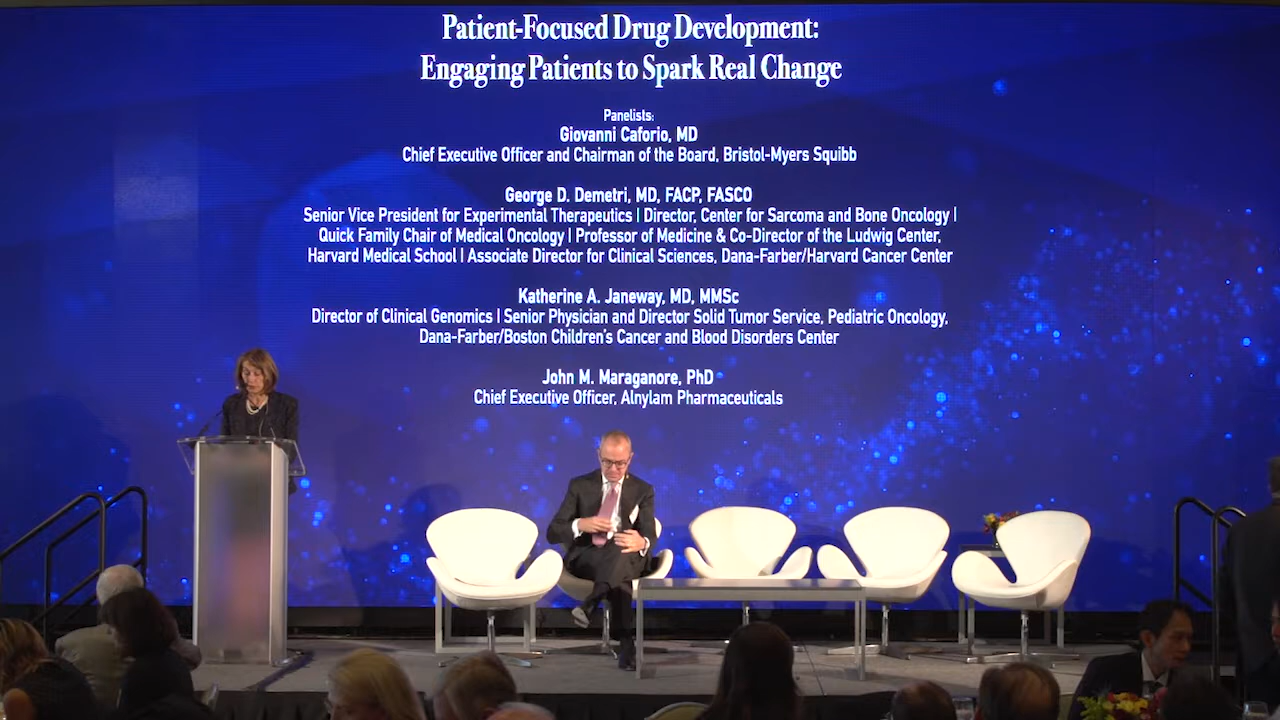 Patient-Focused Drug Development:
Engaging Patients to Spark Real Change
Panelists:
Giovanni Caforio, MD
Chief Executive Officer and Chairman of the Board, Bristol-Myers Squibb
George D. Demetri, MD, FACP, FASCO
Senior Vice President for Experimental Therapeutics | Director, Center for Sarcoma and Bone Oncology |
Quick Family Chair of Medical Oncology | Professor of Medicine & Co-Director of the Ludwig Center,
Harvard Medical School | Associate Director for Clinical Sciences, Dana-Farber/Harvard Cancer Center
Katherine A. Janeway, MD, MMSc
Director of Clinical Genomics | Senior Physician and Director Solid Tumor Service, Pediatric Oncology,
Dana-Farber/Boston Children's Cancer and Blood Disorders Center
John M. Maraganore, PhD
Chief Executive Officer, Alnylam Pharmaceuticals